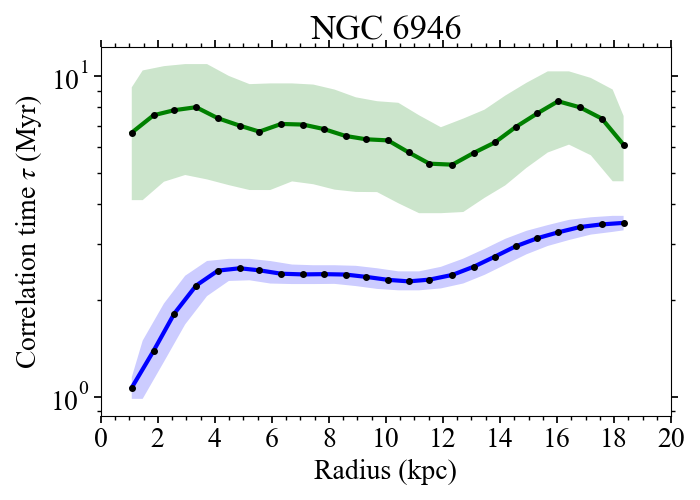 NGC 6946
Correlation time τ (Myr)
10¹
10⁰
0 2 4 6 8 10 12 14 16 18 20
Radius (kpc)